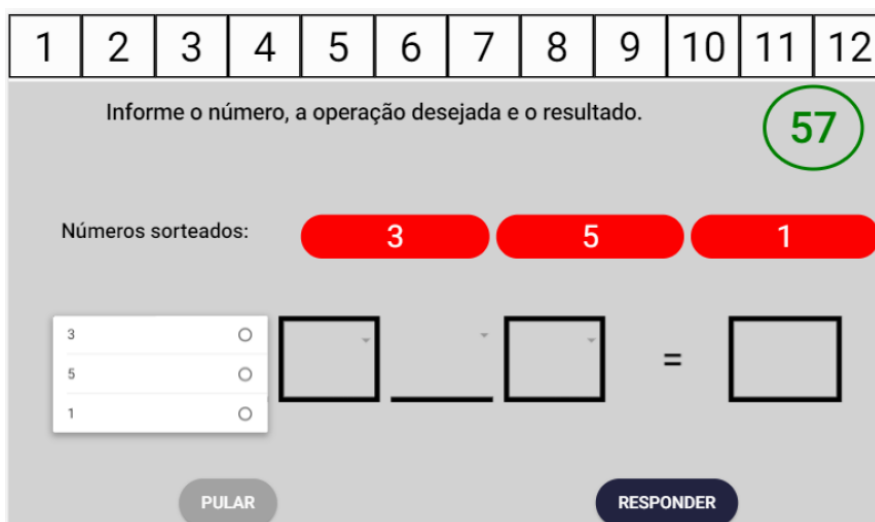 1 2 3 4 5 6 7 8 9 10 11 12
Informe o número, a operação desejada e o resultado.
57
Números sorteados: 3 5 1
3
5
1
=
PULAR RESPONDER